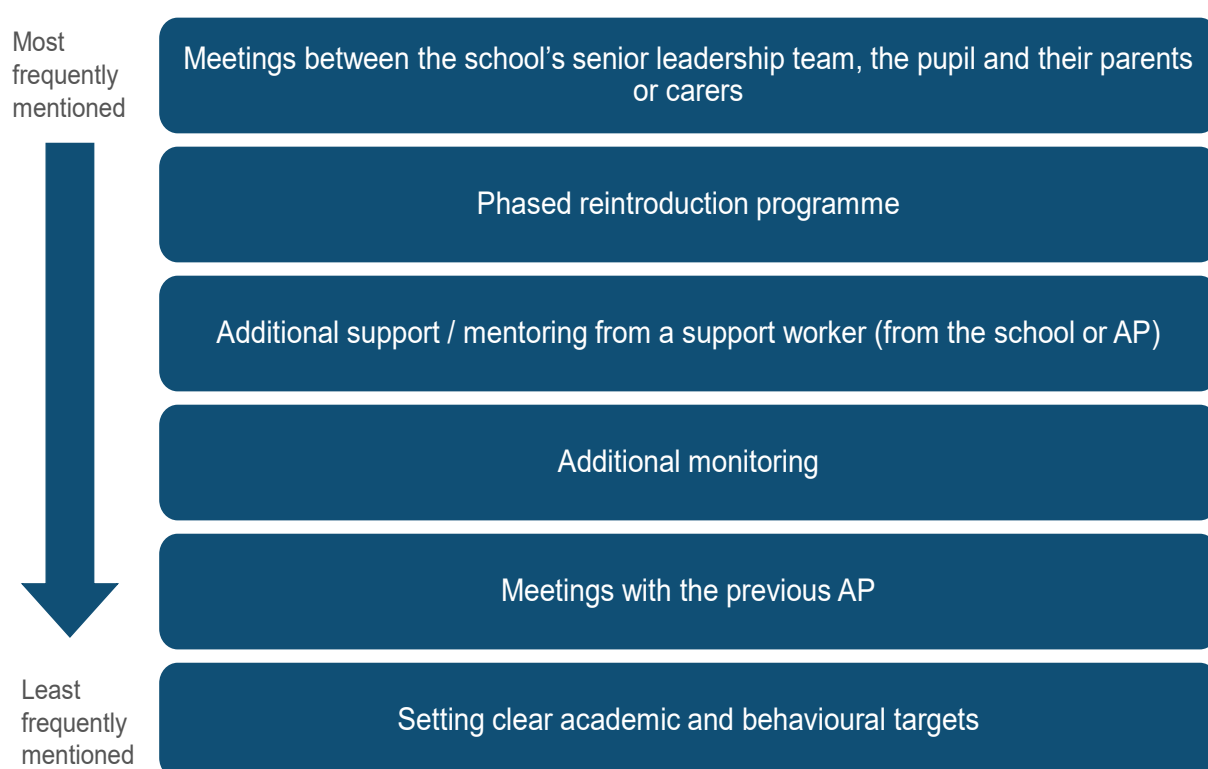 Most
frequently
mentioned
Meetings between the school’s senior leadership team, the pupil and their parents
or carers
Phased reintroduction programme
Additional support / mentoring from a support worker (from the school or AP)
Additional monitoring
Meetings with the previous AP
Least
frequently
mentioned
Setting clear academic and behavioural targets